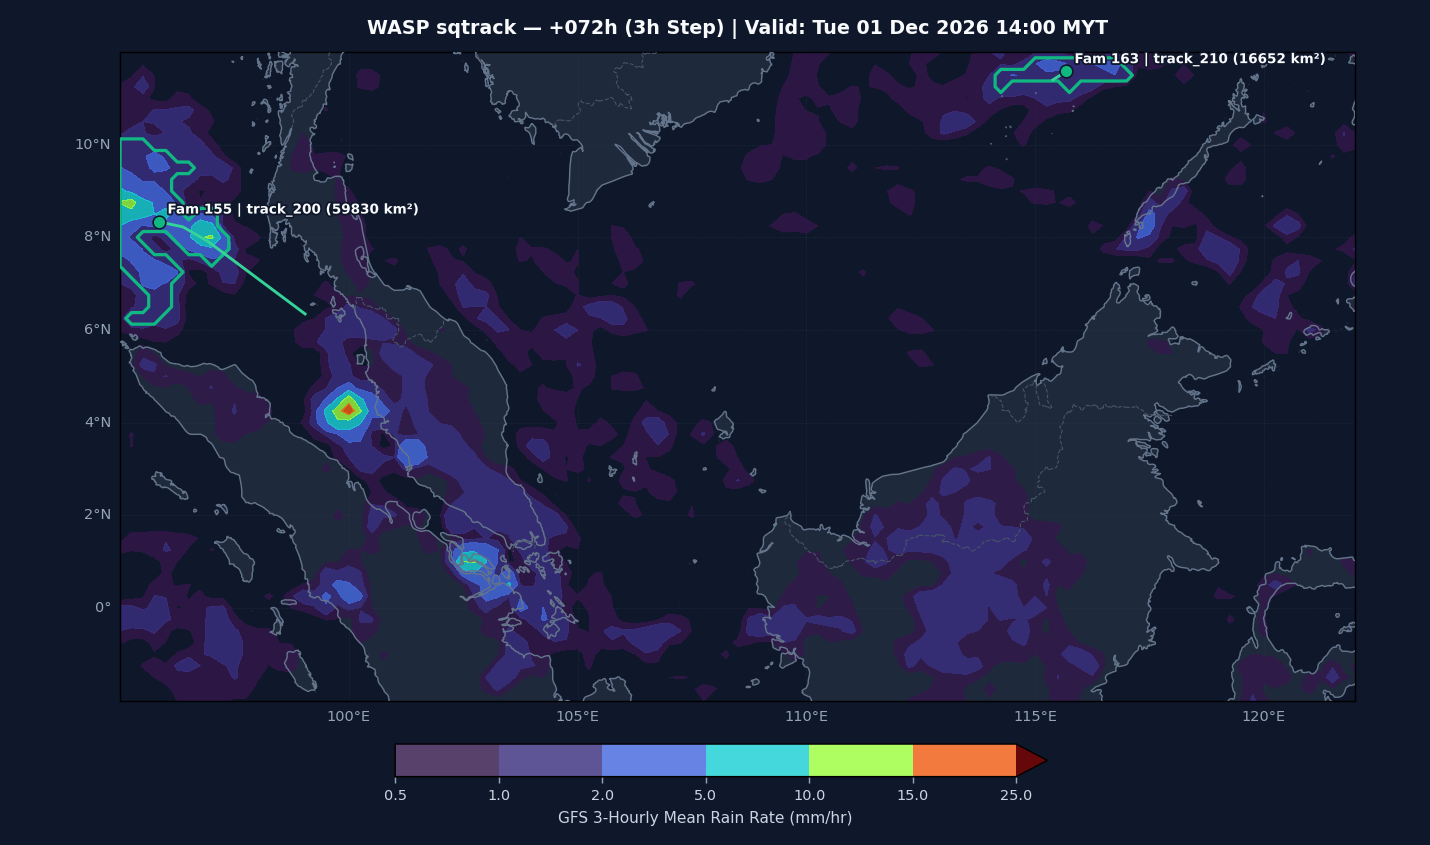 WASP sqtrack — +072h (3h Step) | Valid: Tue 01 Dec 2026 14:00 MYT
Fam 163 | track_210 (16652 km²)
10°N
Fam 155 | track_200 (59830 km²)
8°N
6°N
4°N
2°N
0°
100°E 105°E 110°E 115°E 120°E
0.5 1.0 2.0 5.0 10.0 15.0 25.0
GFS 3-Hourly Mean Rain Rate (mm/hr)